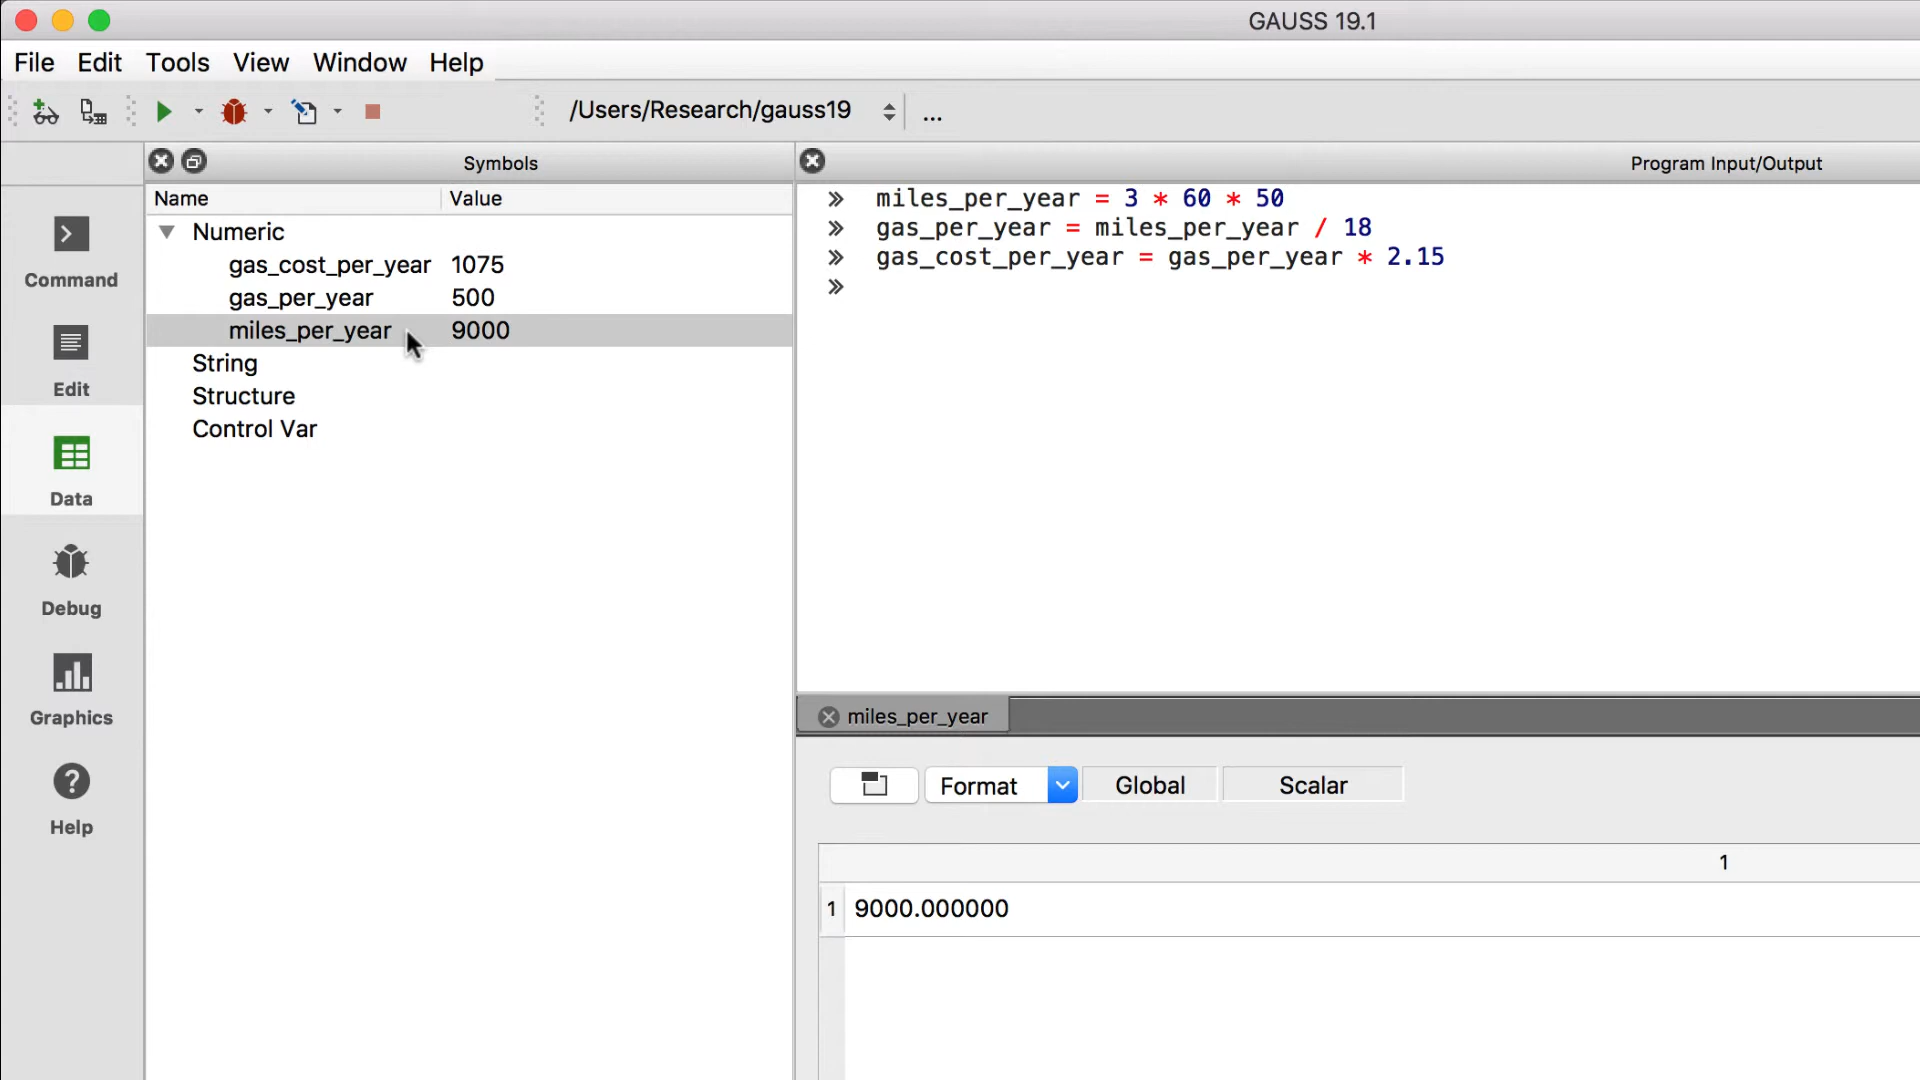 GAUSS 19.1
File Edit Tools View Window Help
/Users/Research/gauss19 ...
Symbols
Name Value
Numeric
gas_cost_per_year 1075
gas_per_year 500
miles_per_year 9000
String
Structure
Control Var
Command
Edit
Data
Debug
Graphics
Help
Program Input/Output
» miles_per_year = 3 * 60 * 50
» gas_per_year = miles_per_year / 18
» gas_cost_per_year = gas_per_year * 2.15
»
miles_per_year
Format Global Scalar
1
1 9000.000000